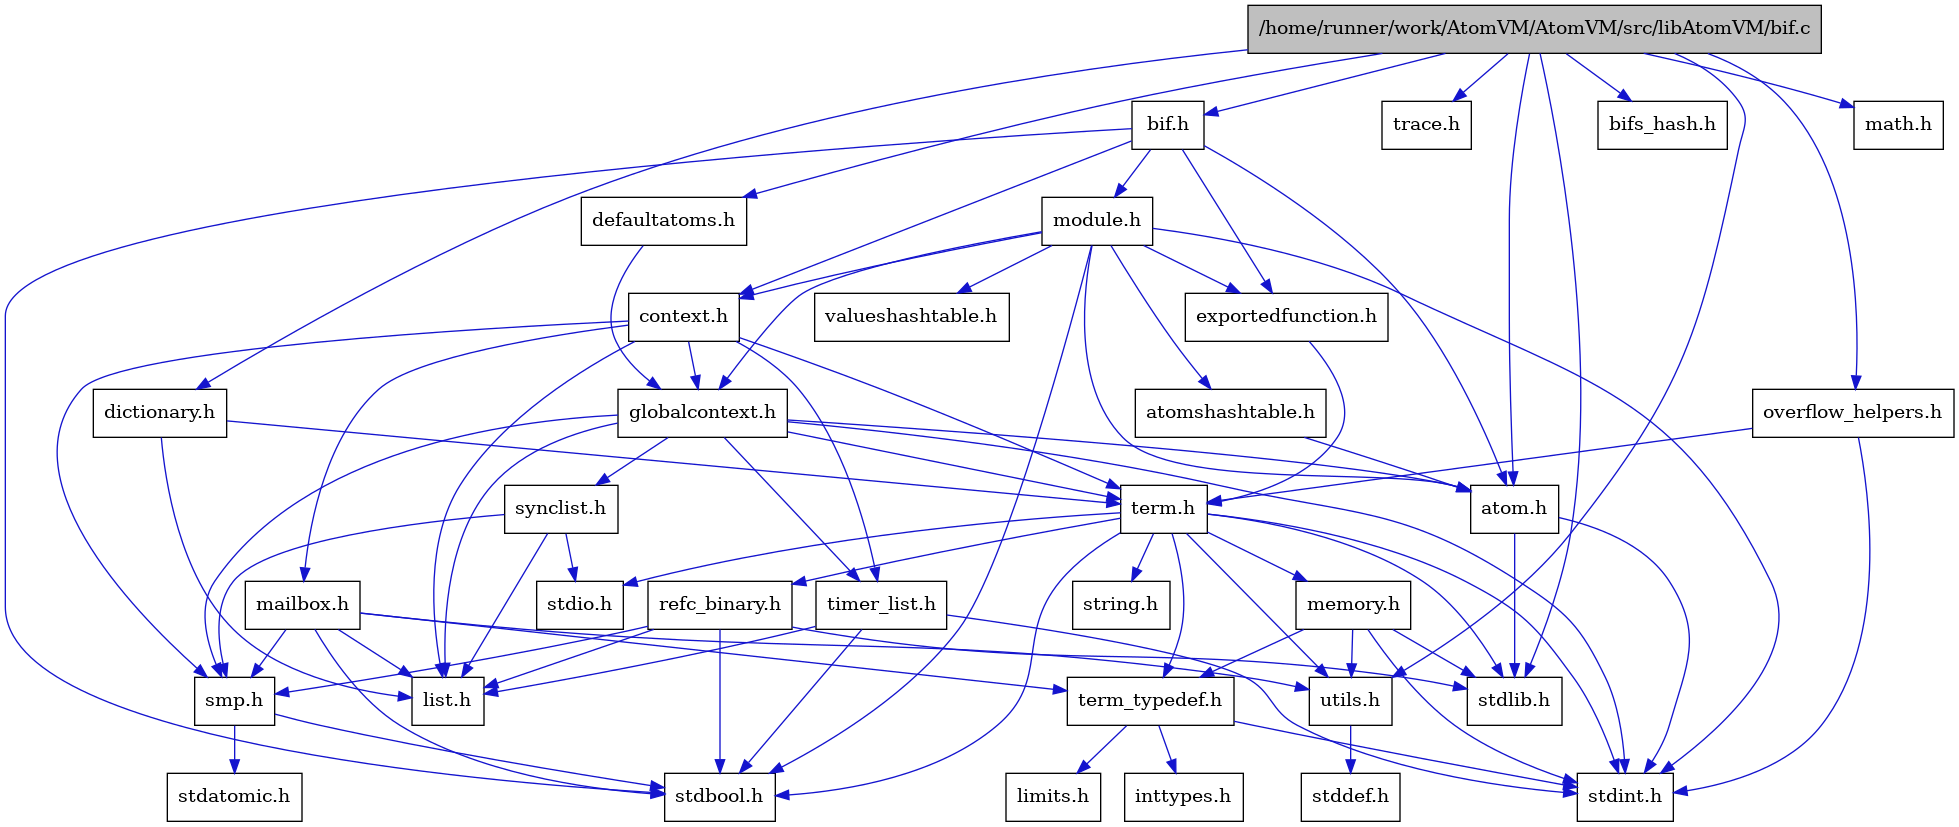 /home/runner/work/AtomVM/AtomVM/src/libAtomVM/bif.c
bif.h
trace.h
bifs_hash.h
math.h
defaultatoms.h
module.h
context.h
valueshashtable.h
exportedfunction.h
dictionary.h
globalcontext.h
atomshashtable.h
overflow_helpers.h
synclist.h
term.h
atom.h
mailbox.h
stdio.h
refc_binary.h
timer_list.h
string.h
memory.h
smp.h
list.h
term_typedef.h
utils.h
stdlib.h
stdatomic.h
stdbool.h
limits.h
inttypes.h
stddef.h
stdint.h